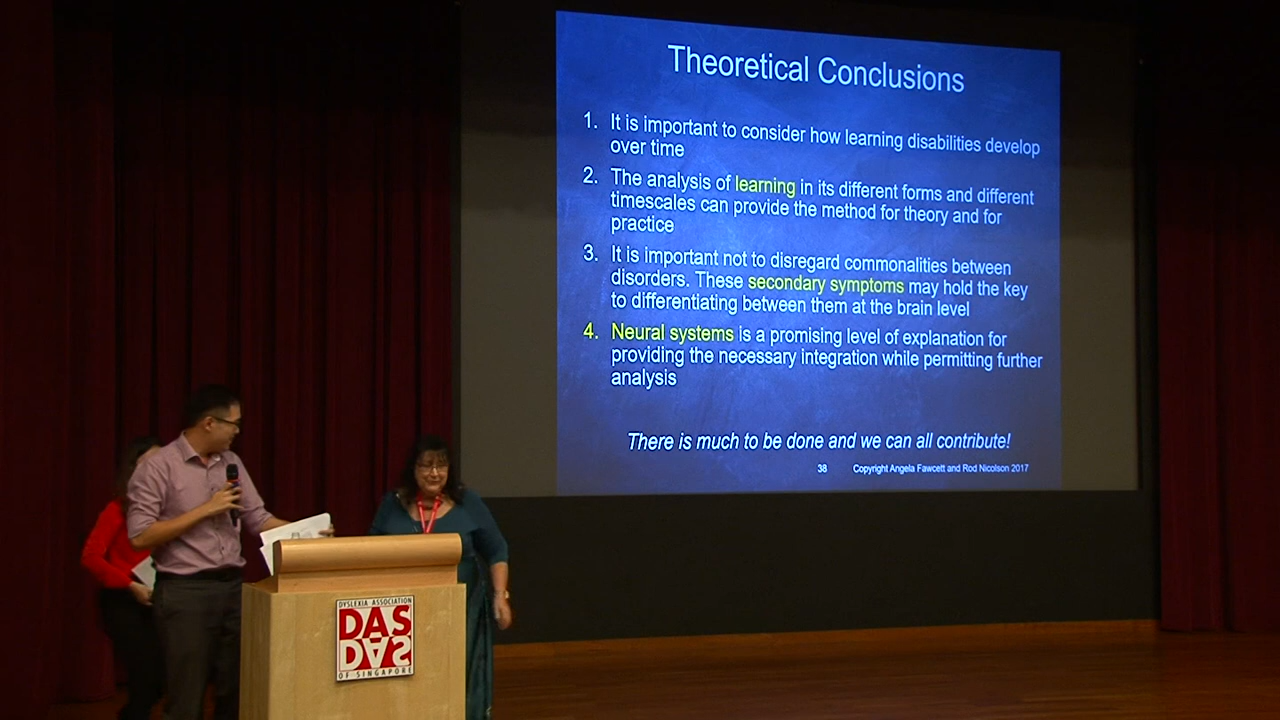 Theoretical Conclusions
1. It is important to consider how learning disabilities develop
over time
2. The analysis of learning in its different forms and different
timescales can provide the method for theory and for
practice
3. It is important not to disregard commonalities between
disorders. These secondary symptoms may hold the key
to differentiating between them at the brain level
4. Neural systems is a promising level of explanation for
providing the necessary integration while permitting further
analysis
There is much to be done and we can all contribute!
38 Copyright Angela Fawcett and Rod Nicolson 2017
DYSLEXIA ASSOCIATION
DAS
DAS
OF SINGAPORE